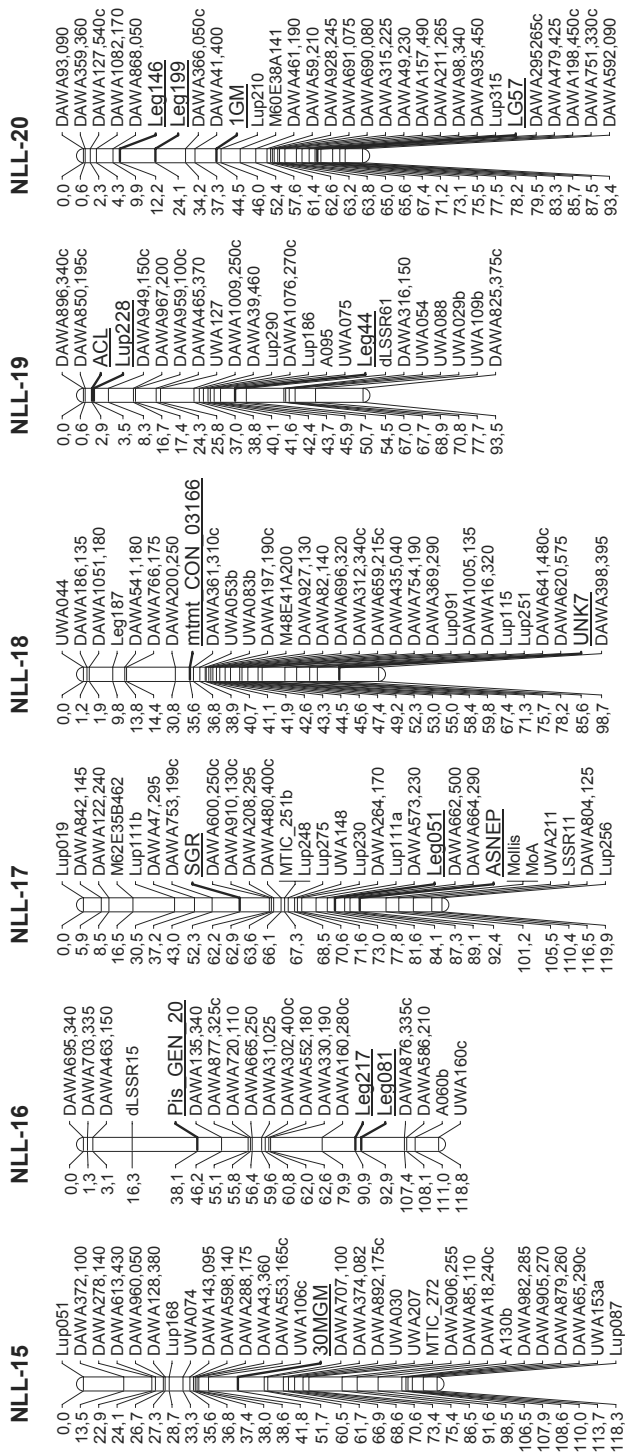 NLL-15
0,0 Lup051
13,5 DAWA372,100
22,9 DAWA278,140
24,1 DAWA613,430
26,7 DAWA960,050
27,3 DAWA128,380
28,7 Lup168
33,3 UWA074
35,6 DAWA143,095
36,8 DAWA598,140
37,4 DAWA288,175
38,0 DAWA443,360
38,6 DAWA553,165c
41,8 UWA106c
51,7 30MGM
60,5 DAWA707,100
61,7 DAWA374,082
66,9 DAWA892,175c
68,6 UWA030
70,6 UWA207
73,4 MTIC_272
75,4 DAWA906,255
86,5 DAWA85,110
91,6 DAWA18,240c
98,5 A130b
106,5 DAWA982,285
107,9 DAWA905,270
108,6 DAWA879,260
110,0 DAWA65,290c
113,7 UWA153a
118,3 Lup087
NLL-16
0,0 DAWA695,340
1,3 DAWA703,335
3,1 DAWA463,150
16,3 dLSSR15
38,1 Pis_GEN_20
46,2 DAWA135,340
55,1 DAWA877,325c
55,8 DAWA720,110
56,4 DAWA665,250
59,6 DAWA31,025
60,8 DAWA302,400c
62,0 DAWA552,180
62,6 DAWA330,190
79,9 DAWA160,280c
90,9 Leg217
92,9 Leg081
107,4 DAWA876,335c
108,1 DAWA586,210
111,0 A060b
118,8 UWA160c
NLL-17
0,0 Lup019
5,9 DAWA842,145
8,5 DAWA122,240
16,5 M62E35B462
30,5 Lup111b
37,2 DAWA47,295
43,0 DAWA753,199c
52,3 SGR
62,2 DAWA600,250c
62,9 DAWA910,130c
63,6 DAWA208,295
66,1 DAWA480,400c
67,3 MTIC_251b
Lup248
68,5 Lup275
70,6 UWA148
71,6 Lup230
73,0 DAWA264,170
77,8 Lup111a
81,6 DAWA573,230
84,1 Leg051
87,3 DAWA662,500
89,1 DAWA664,290
92,4 ASNEP
101,2 Mollis
MoA
105,5 UWA211
110,4 LSSR11
116,5 DAWA804,125
119,9 Lup256
NLL-18
0,0 UWA044
1,2 DAWA186,135
1,9 DAWA1051,180
9,8 Leg187
13,8 DAWA541,180
14,4 DAWA766,175
30,8 DAWA200,250
35,6 mtmt_CON_03166
36,8 DAWA361,310c
38,9 UWA053b
40,7 UWA083b
41,1 DAWA197,190c
41,9 M48E41A200
42,6 DAWA927,130
43,3 DAWA82,140
44,5 DAWA696,320
45,6 DAWA312,340c
47,4 DAWA659,215c
49,2 DAWA435,040
52,3 DAWA754,190
53,0 DAWA369,290
55,0 Lup091
58,4 DAWA1005,135
59,8 DAWA16,320
67,4 Lup115
71,3 Lup251
75,7 DAWA641,480c
78,2 DAWA620,575
85,6 UNK7
98,7 DAWA398,395
NLL-19
0,0 DAWA896,340c
0,6 DAWA850,195c
2,9 ACL
3,5 Lup228
8,3 DAWA949,150c
16,7 DAWA967,200
17,4 DAWA959,100c
24,3 DAWA465,370
25,8 UWA127
37,0 DAWA1009,250c
38,8 DAWA39,460
40,1 Lup290
41,6 DAWA1076,270c
42,4 Lup186
43,7 A095
45,9 UWA075
50,7 Leg44
54,5 dLSSR61
67,0 DAWA316,150
67,7 UWA054
68,9 UWA088
70,8 UWA029b
77,7 UWA109b
93,5 DAWA825,375c
NLL-20
0,0 DAWA93,090
0,6 DAWA359,360
2,3 DAWA127,540c
4,3 DAWA1082,170
9,9 DAWA868,050
12,2 Leg146
24,1 Leg199
34,2 DAWA366,050c
37,3 DAWA41,400
44,5 1GM
46,0 Lup210
52,4 M60E38A141
57,6 DAWA461,190
61,4 DAWA59,210
62,6 DAWA928,245
63,2 DAWA691,075
63,8 DAWA690,080
65,0 DAWA315,225
65,6 DAWA49,230
67,4 DAWA157,490
71,2 DAWA211,265
73,1 DAWA98,340
75,5 DAWA935,450
77,5 Lup315
78,2 LG57
79,5 DAWA295265c
83,3 DAWA479,425
85,7 DAWA198,450c
87,5 DAWA751,330c
93,4 DAWA592,090